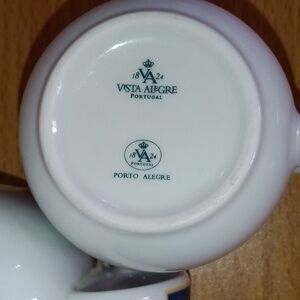 18 VA 24
VISTA ALEGRE
PORTUGAL
18 VA 24
PORTUGAL
PORTO ALEGRE